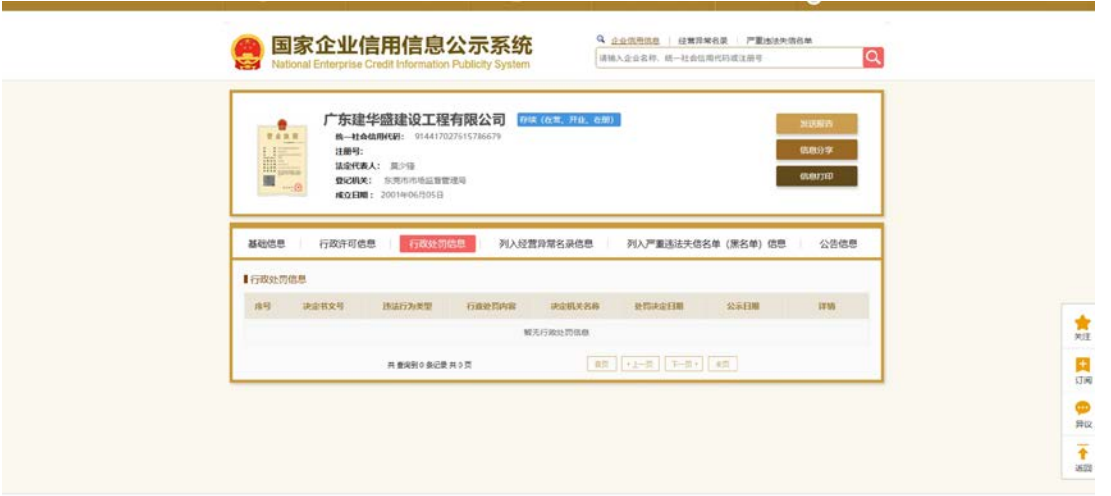 国家企业信用信息公示系统
National Enterprise Credit Information Publicity System
企业信用信息 | 经营异常名录 | 严重违法失信名单
请输入企业名称、统一社会信用代码或注册号
广东建华盛建设工程有限公司 存续（在营、开业、在册）
统一社会信用代码： 914417027615786679
注册号：
法定代表人：
登记机关： 东莞市市场监督管理局
成立日期： 2001年06月05日
发送报告
信息分享
信息打印
营业执照
基础信息 行政许可信息 行政处罚信息 列入经营异常名录信息 列入严重违法失信名单（黑名单）信息 公告信息
行政处罚信息
序号 决定书文号 违法行为类型 行政处罚内容 决定机关名称 处罚决定日期 公示日期 详情
暂无行政处罚信息
共 查询到 0 条记录 共 0 页 首页 上一页 下一页 末页
关注
订阅
异议
返回